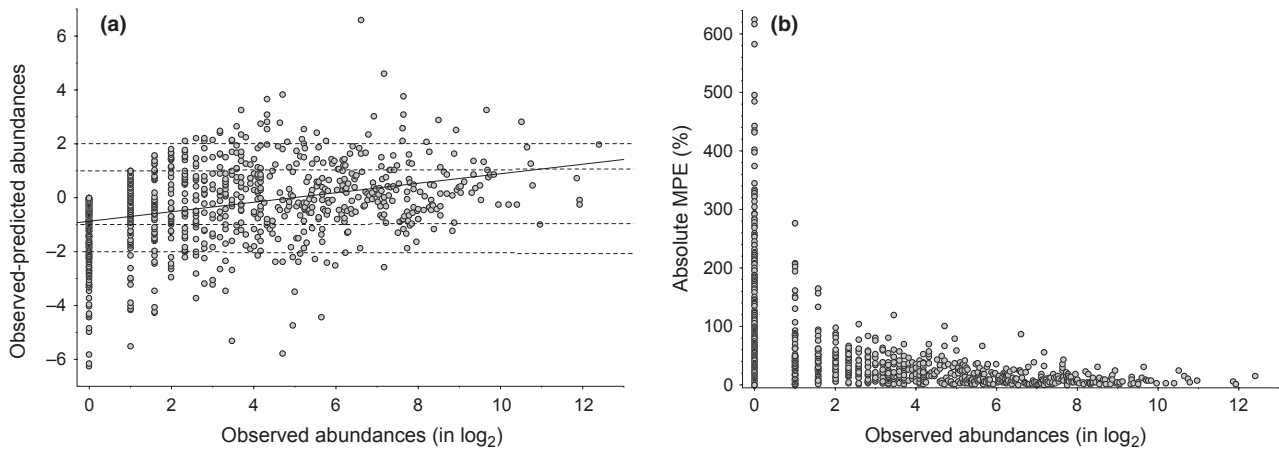 (a)
Observed-predicted abundances
6
4
2
0
–2
–4
–6
0 2 4 6 8 10 12
Observed abundances (in log2)
(b)
Absolute MPE (%)
600
500
400
300
200
100
0
0 2 4 6 8 10 12
Observed abundances (in log2)